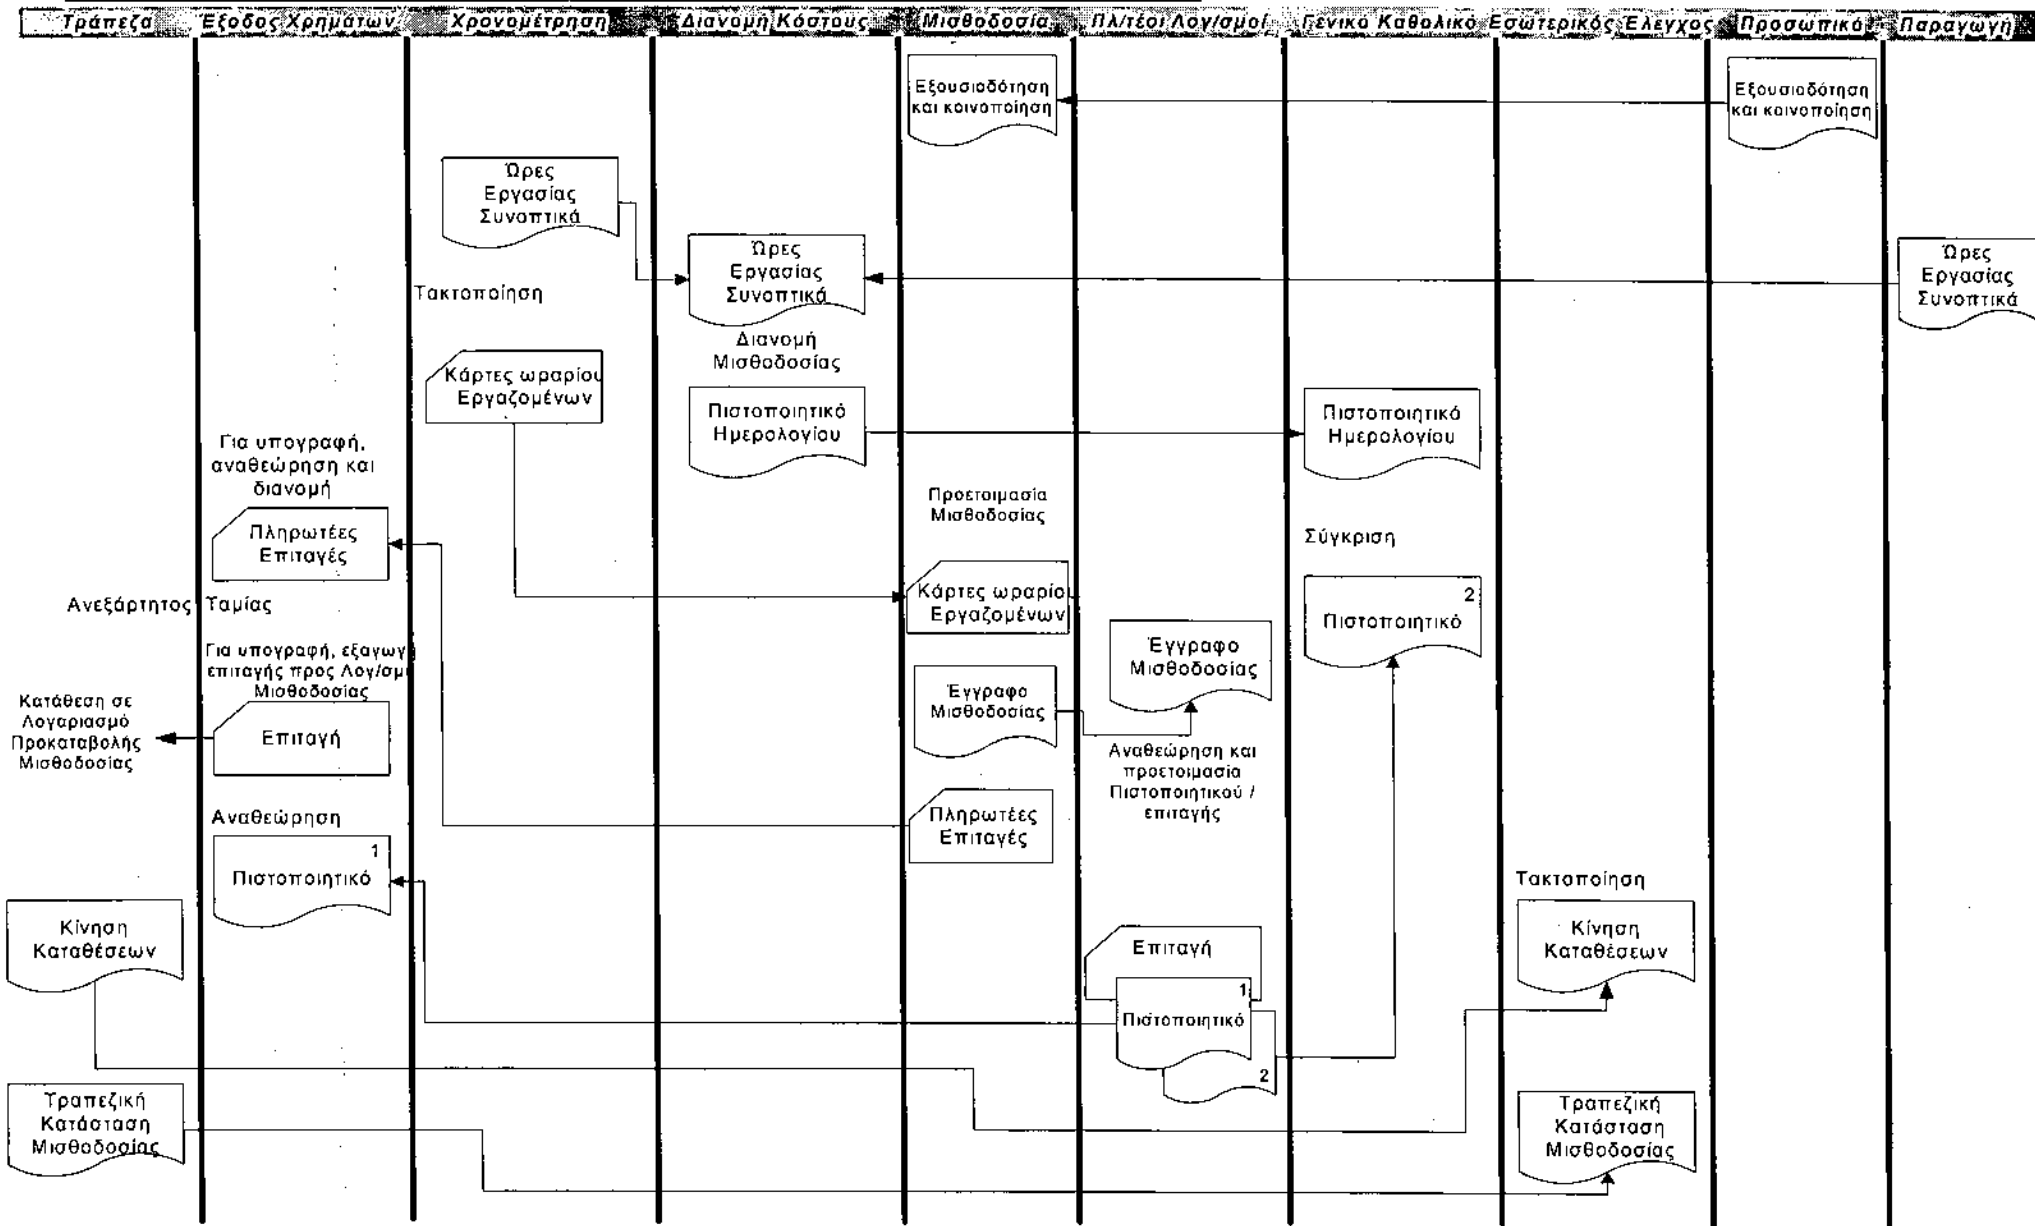 Τράπεζα
Έξοδος Χρημάτων
Χρονομέτρηση
Διανομή Κόστους
Μισθοδοσία
Πλ/τέοι Λογ/σμοί
Γενικό Καθολικό
Εσωτερικός Έλεγχος
Προσωπικό
Παραγωγή
Εξουσιοδότηση
και κοινοποίηση
Εξουσιοδότηση
και κοινοποίηση
Ώρες
Εργασίας
Συνοπτικά
Ώρες
Εργασίας
Συνοπτικά
Ώρες
Εργασίας
Συνοπτικά
Τακτοποίηση
Διανομή
Μισθοδοσίας
Κάρτες ωραρίου
Εργαζομένων
Πιστοποιητικό
Ημερολογίου
Πιστοποιητικό
Ημερολογίου
Για υπογραφή,
αναθεώρηση και
διανομή
Προετοιμασία
Μισθοδοσίας
Πληρωτέες
Επιταγές
Σύγκριση
Ανεξάρτητος Ταμίας
Κάρτες ωραρίου
Εργαζομένων
2
Πιστοποιητικό
Έγγραφο
Μισθοδοσίας
Για υπογραφή, εξαγωγ
επιταγής προς Λογ/σμ
Μισθοδοσίας
Έγγραφο
Μισθοδοσίας
Κατάθεση σε
Λογαριασμό
Προκαταβολής
Μισθοδοσίας
Επιταγή
Αναθεώρηση και
προετοιμασία
Πιστοποιητικού /
επιταγής
Αναθεώρηση
Πληρωτέες
Επιταγές
1
Πιστοποιητικό
Τακτοποίηση
Κίνηση
Καταθέσεων
Επιταγή
Κίνηση
Καταθέσεων
1
Πιστοποιητικό
2
Τραπεζική
Κατάσταση
Μισθοδοσίας
Τραπεζική
Κατάσταση
Μισθοδοσίας